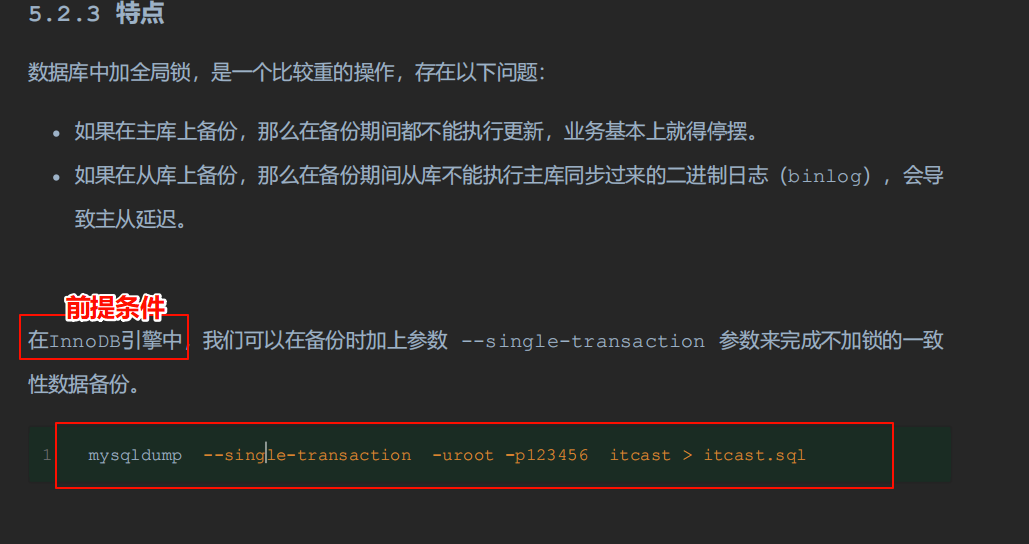 5.2.3 特点
数据库中加全局锁，是一个比较重的操作，存在以下问题：
• 如果在主库上备份，那么在备份期间都不能执行更新，业务基本上就得停摆。
• 如果在从库上备份，那么在备份期间从库不能执行主库同步过来的二进制日志（binlog），会导
致主从延迟。
前提条件
在InnoDB引擎中，我们可以在备份时加上参数 --single-transaction 参数来完成不加锁的一致
性数据备份。
1 mysqldump --single-transaction -uroot -p123456 itcast > itcast.sql